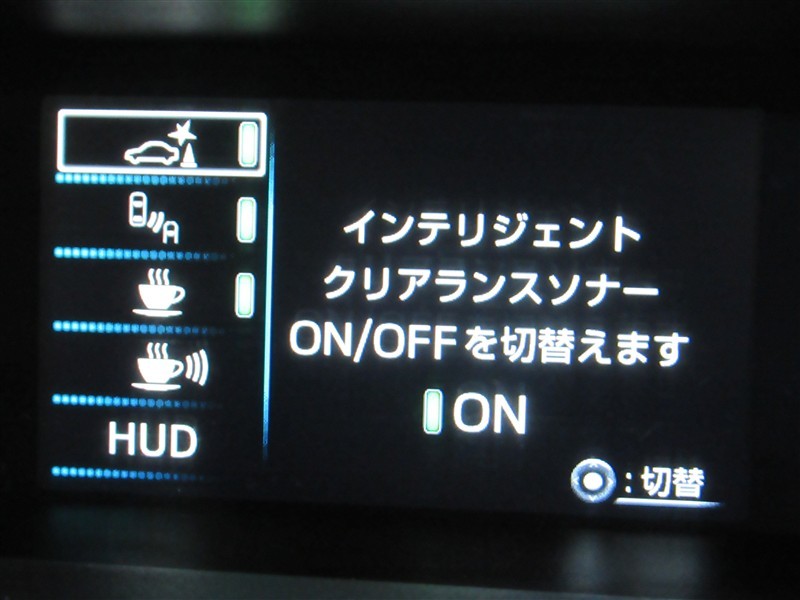 インテリジェント
クリアランスソナー
ON/OFFを切替えます
ON
HUD
:切替